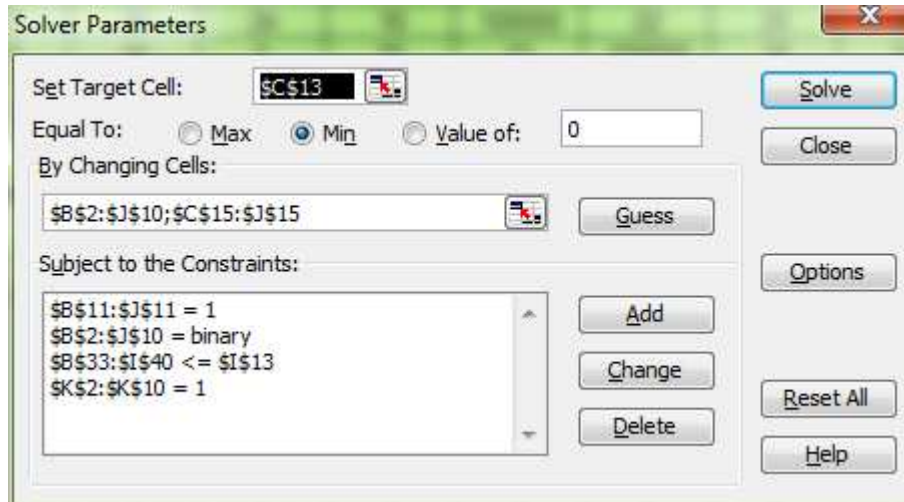 Solver Parameters
Set Target Cell: $C$13 Solve
Equal To: Max Min Value of: 0 Close
By Changing Cells:
$B$2:$J$10;$C$15:$J$15 Guess
Subject to the Constraints: Options
$B$11:$J$11 = 1 Add
$B$2:$J$10 = binary
$B$33:$I$40 <= $I$13 Change
$K$2:$K$10 = 1 Reset All
Delete
Help